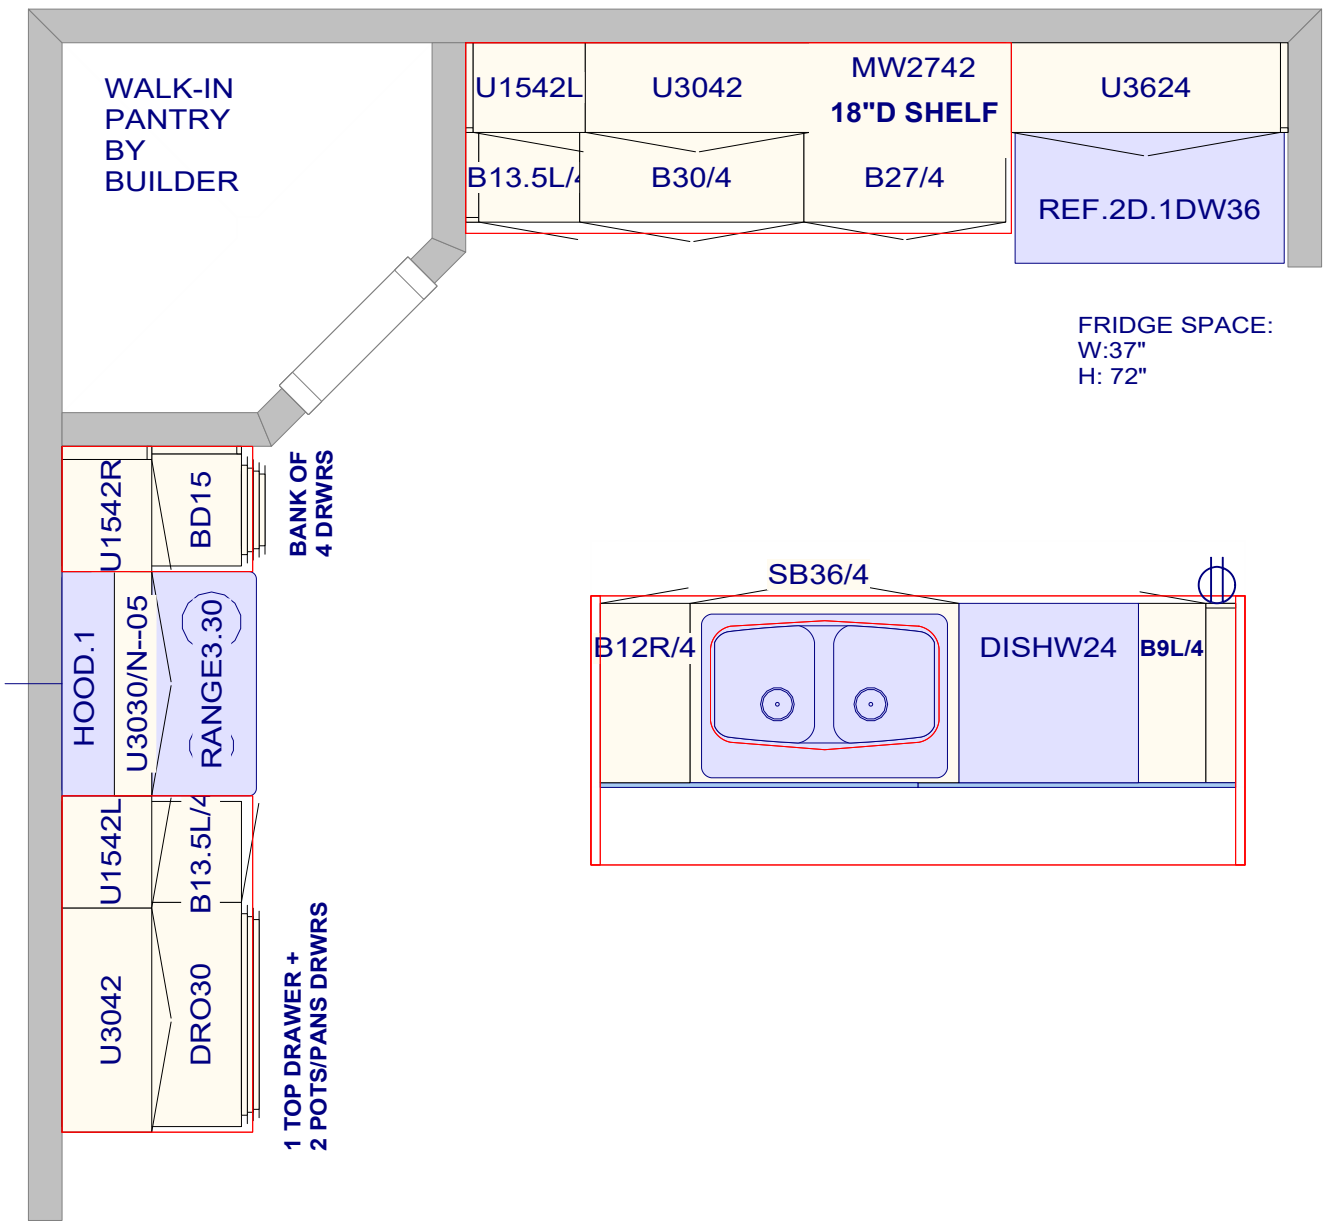 WALK-IN
PANTRY
BY
BUILDER
U1542L
U3042
MW2742
18"D SHELF
U3624
B13.5L/4
B30/4
B27/4
REF.2D.1DW36
FRIDGE SPACE:
W:37"
H: 72"
U1542R
BD15
BANK OF
4 DRWRS
HOOD.1
U3030/N--05
RANGE3.30
U1542L
B13.5L/4
U3042
DRO30
1 TOP DRAWER +
2 POTS/PANS DRWRS
SB36/4
B12R/4
DISHW24
B9L/4